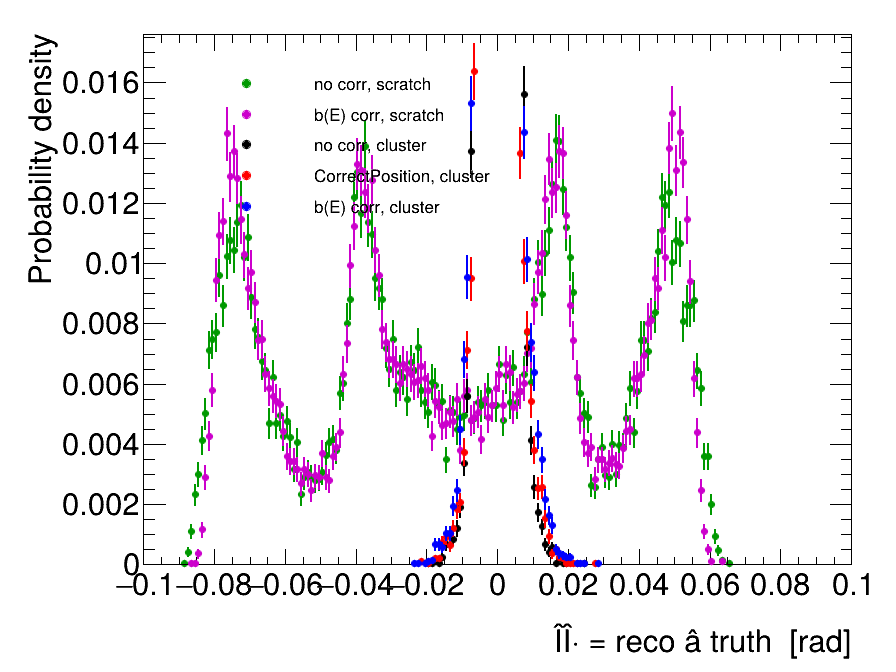 Probability density
0.016
0.014
0.012
0.01
0.008
0.006
0.004
0.002
0
no corr, scratch
b(E) corr, scratch
no corr, cluster
CorrectPosition, cluster
b(E) corr, cluster
−0.1 −0.08 −0.06 −0.04 −0.02 0 0.02 0.04 0.06 0.08 0.1
ÎÎ· = reco â truth [rad]